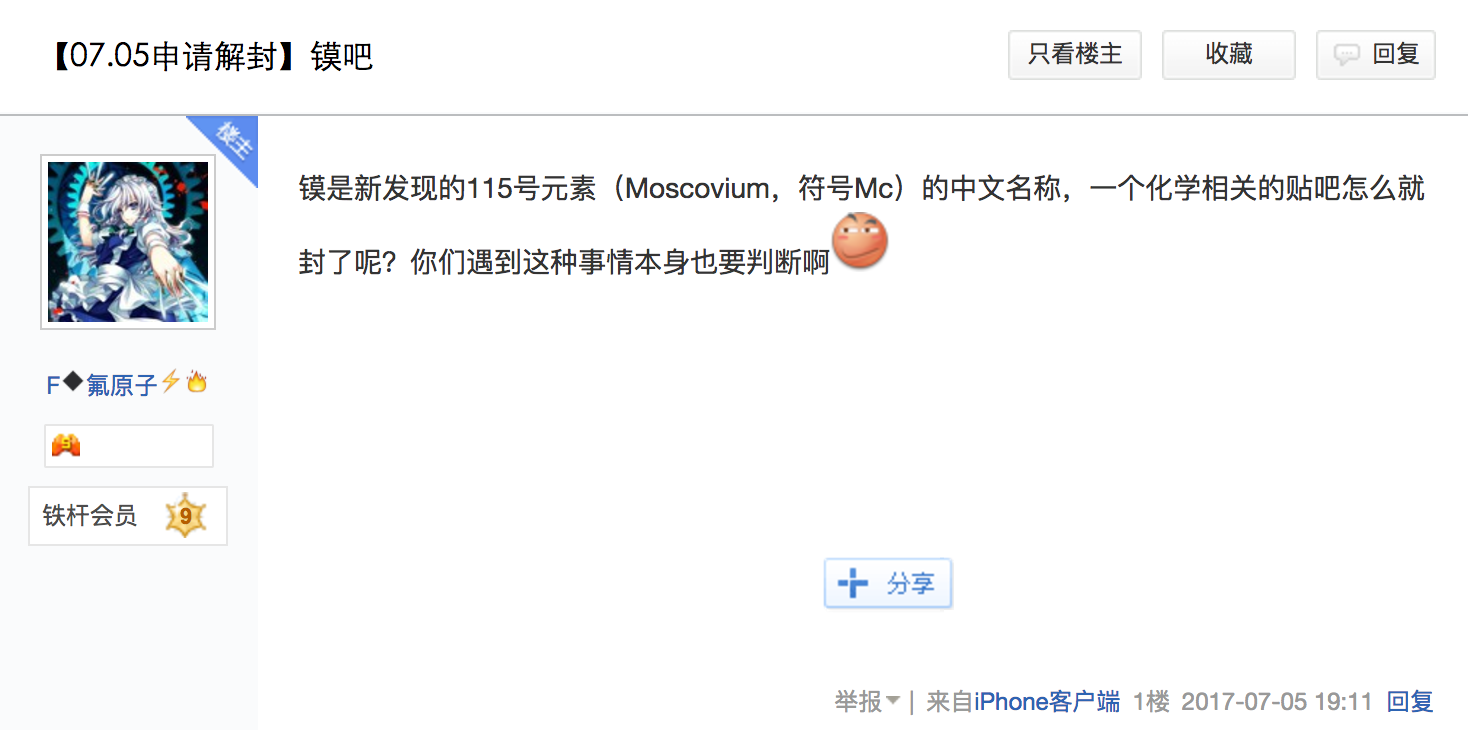 【07.05申请解封】镆吧
只看楼主 收藏 回复
楼主
镆是新发现的115号元素（Moscovium，符号Mc）的中文名称，一个化学相关的贴吧怎么就
封了呢？你们遇到这种事情本身也要判断啊
F◆氟原子⚡🔥
9
铁杆会员 9
分享
举报 | 来自iPhone客户端 1楼 2017-07-05 19:11 回复